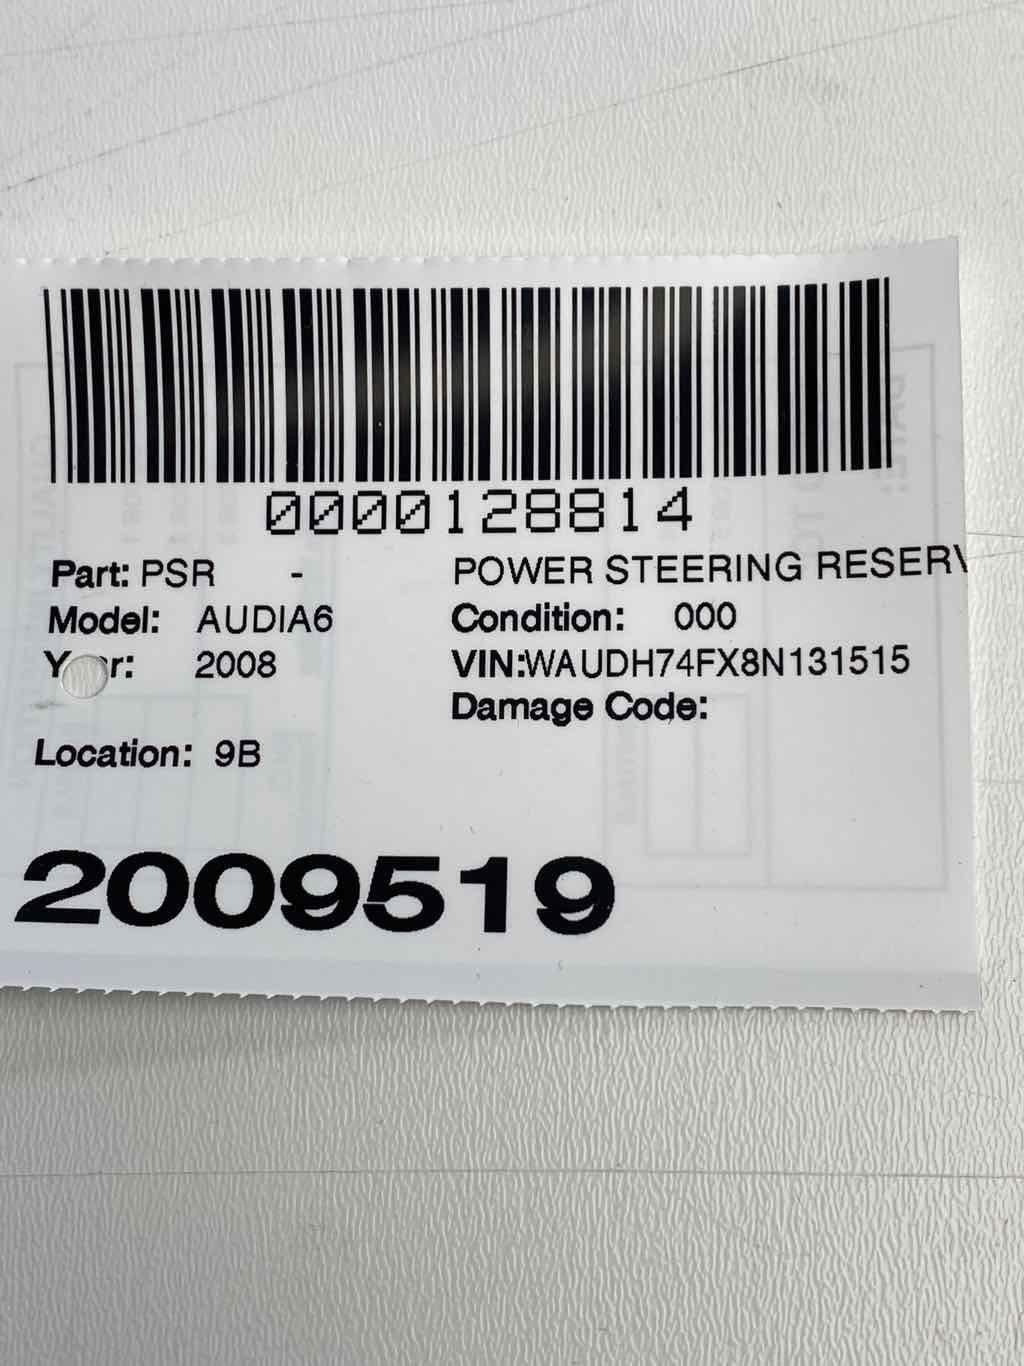 0000128814
Part: PSR - POWER STEERING RESERV
Model: AUDIA6 Condition: 000
Year: 2008 VIN:WAUDH74FX8N131515
Damage Code:
Location: 9B
2009519